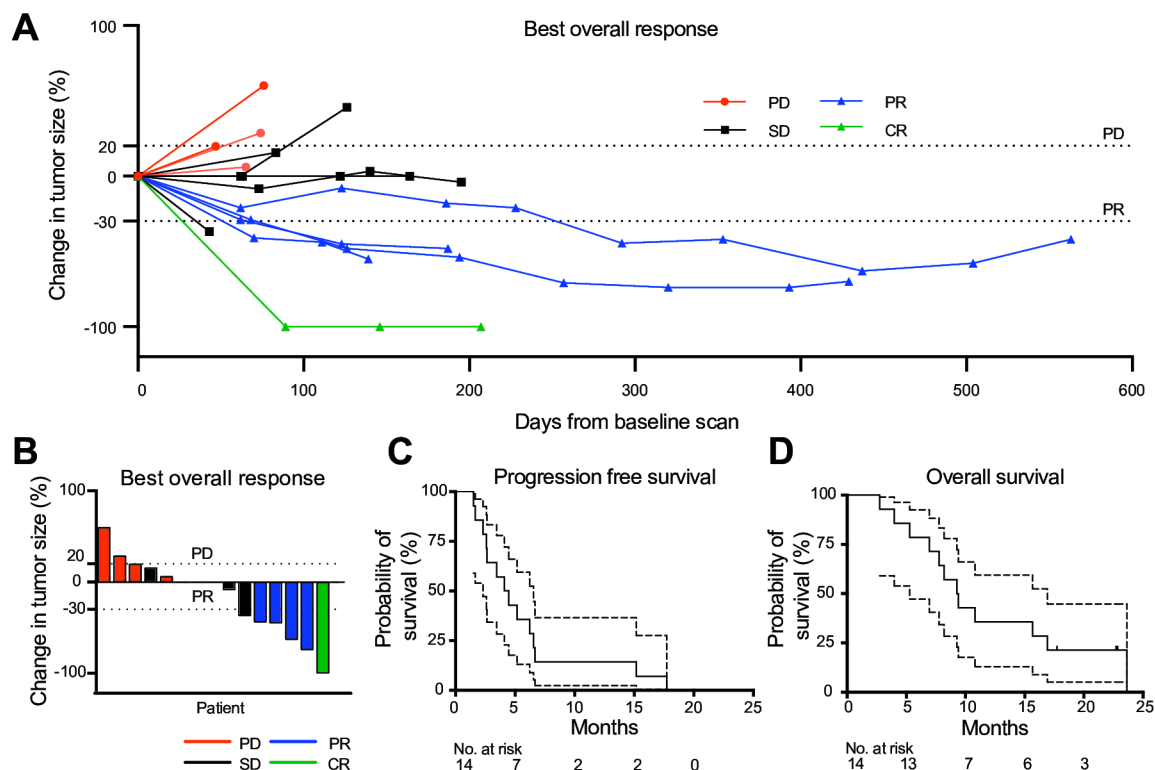 A
Best overall response
Change in tumor size (%)
100
20
0
-30
-100
PD
PR
SD
CR
PD
PR
0
100
200
300
400
500
600
Days from baseline scan
B
Best overall response
Change in tumor size (%)
100
20
0
-30
-100
PD
PR
Patient
PD
PR
SD
CR
C
Progression free survival
Probability of
survival (%)
100
75
50
25
0
0 5 10 15 20 25
Months
No. at risk
14 7 2 2 0
D
Overall survival
Probability of
survival (%)
100
75
50
25
0
0 5 10 15 20 25
Months
No. at risk
14 13 7 6 3